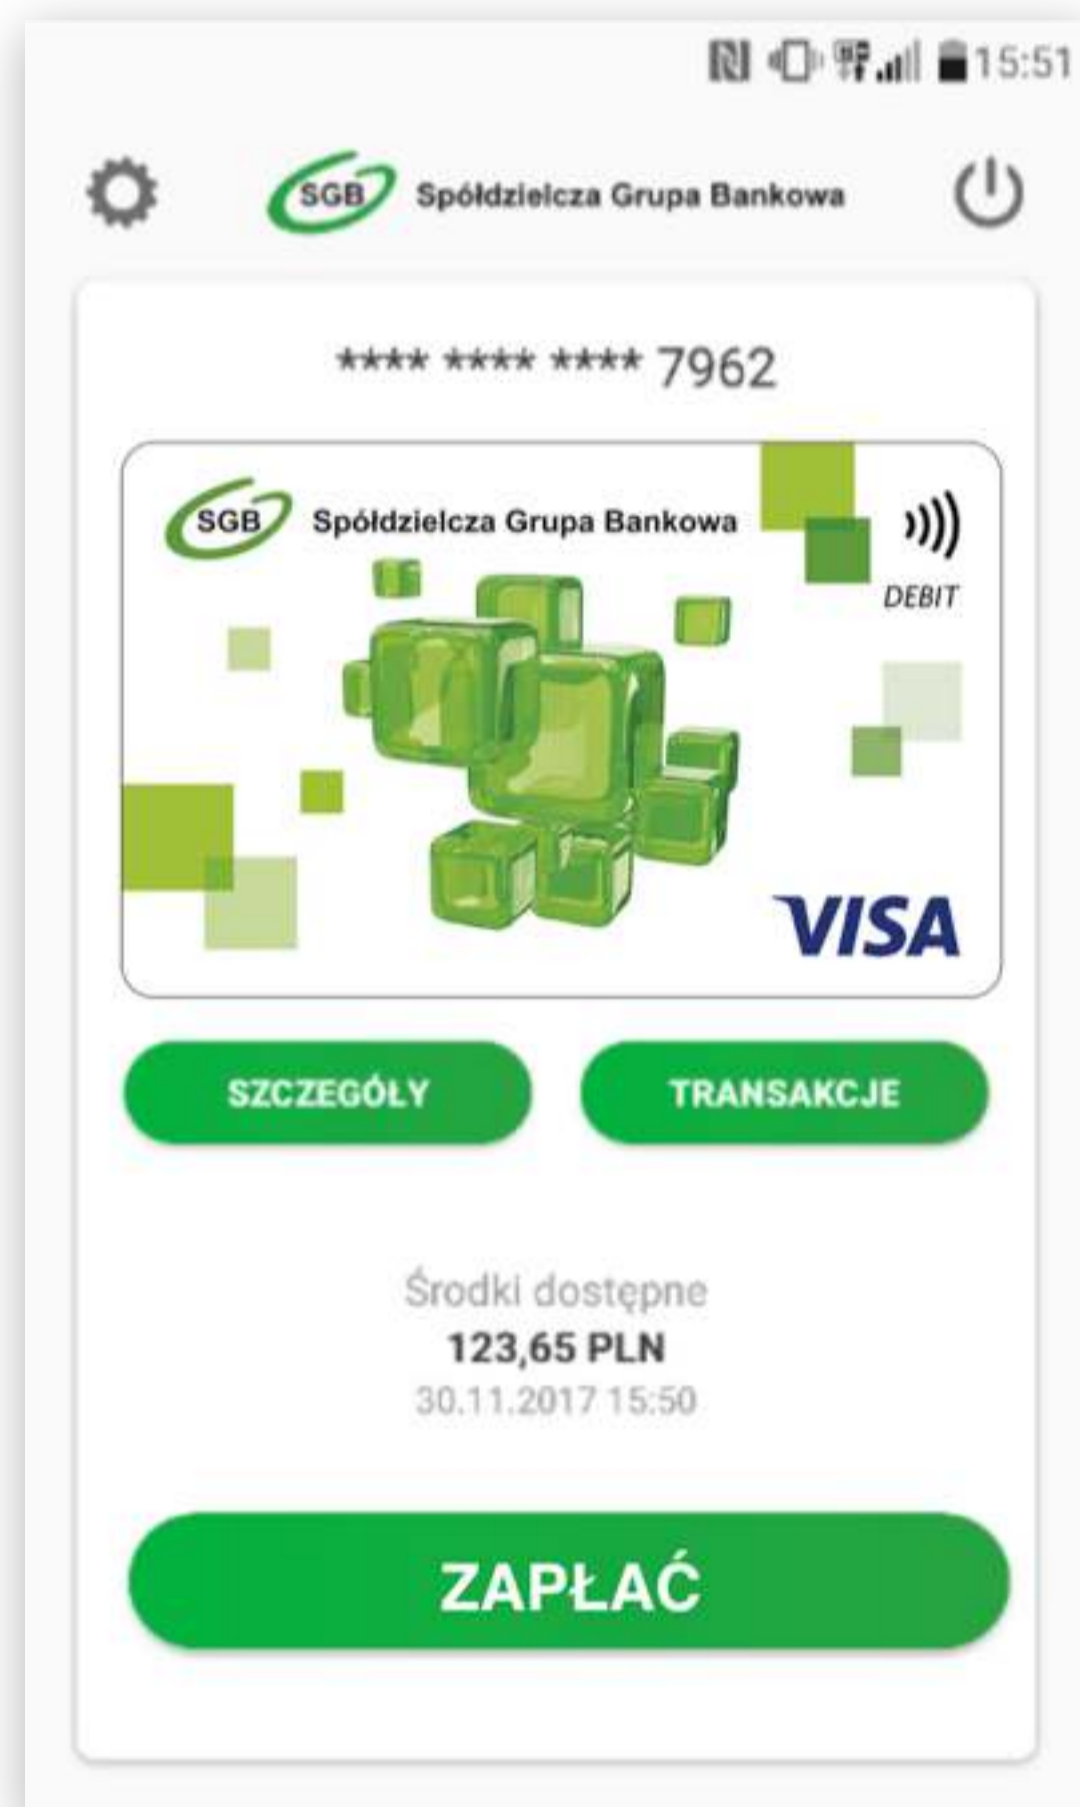 15:51
SGB Spółdzielcza Grupa Bankowa
**** **** **** 7962
SGB Spółdzielcza Grupa Bankowa
DEBIT
VISA
SZCZEGÓŁY TRANSAKCJE
Środki dostępne
123,65 PLN
30.11.2017 15:50
ZAPŁAĆ